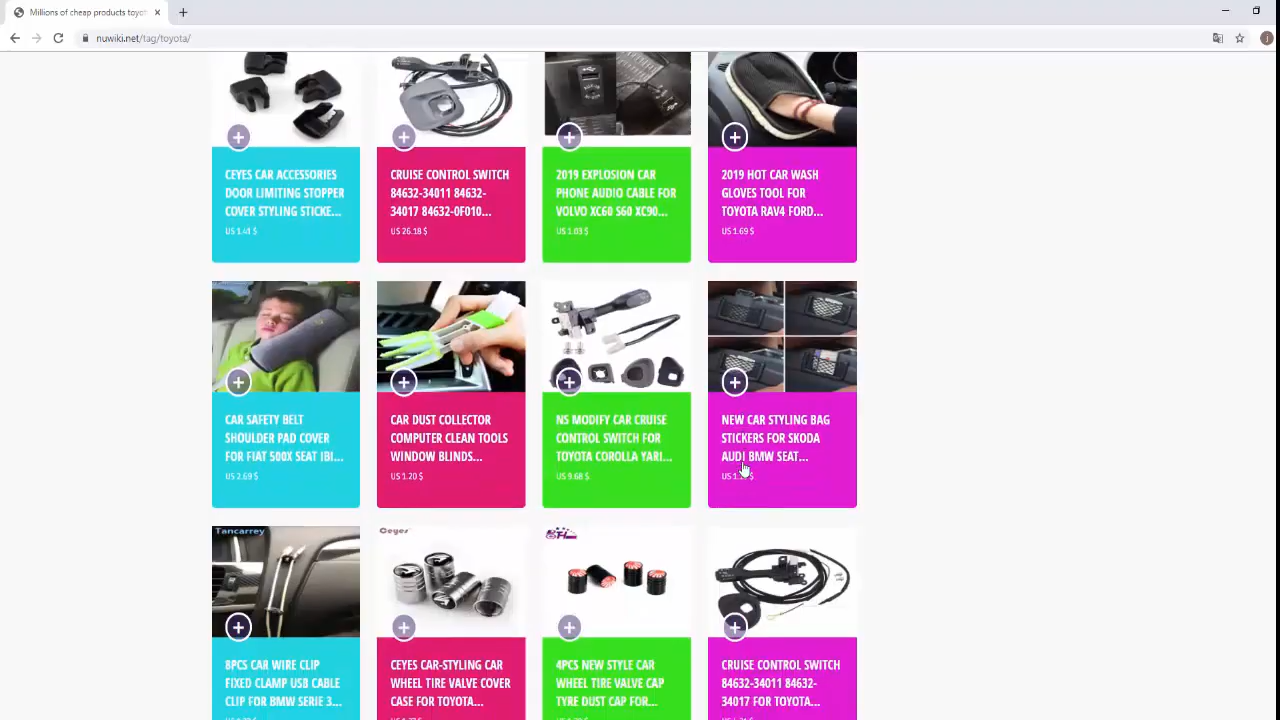 Millions of cheap products toyot
nuwiki.net/tag/toyota/
CEYES CAR ACCESSORIES
DOOR LIMITING STOPPER
COVER STYLING STICKE...
US 1.41 $
CRUISE CONTROL SWITCH
84632-34011 84632-
34017 84632-0F010...
US 26.18 $
2019 EXPLOSION CAR
PHONE AUDIO CABLE FOR
VOLVO XC60 S60 XC90...
US 1.03 $
2019 HOT CAR WASH
GLOVES TOOL FOR
TOYOTA RAV4 FORD...
US 1.69 $
CAR SAFETY BELT
SHOULDER PAD COVER
FOR FIAT 500X SEAT IBI...
US 2.69 $
CAR DUST COLLECTOR
COMPUTER CLEAN TOOLS
WINDOW BLINDS...
US 1.20 $
NS MODIFY CAR CRUISE
CONTROL SWITCH FOR
TOYOTA COROLLA YARI...
US 9.68 $
NEW CAR STYLING BAG
STICKERS FOR SKODA
AUDI BMW SEAT...
US $
Tancarrey
8PCS CAR WIRE CLIP
FIXED CLAMP USB CABLE
CLIP FOR BMW SERIE 3...
Ceyes
CEYES CAR-STYLING CAR
WHEEL TIRE VALVE COVER
CASE FOR TOYOTA...
4PCS NEW STYLE CAR
WHEEL TIRE VALVE CAP
TYRE DUST CAP FOR...
CRUISE CONTROL SWITCH
84632-34011 84632-
34017 FOR TOYOTA...